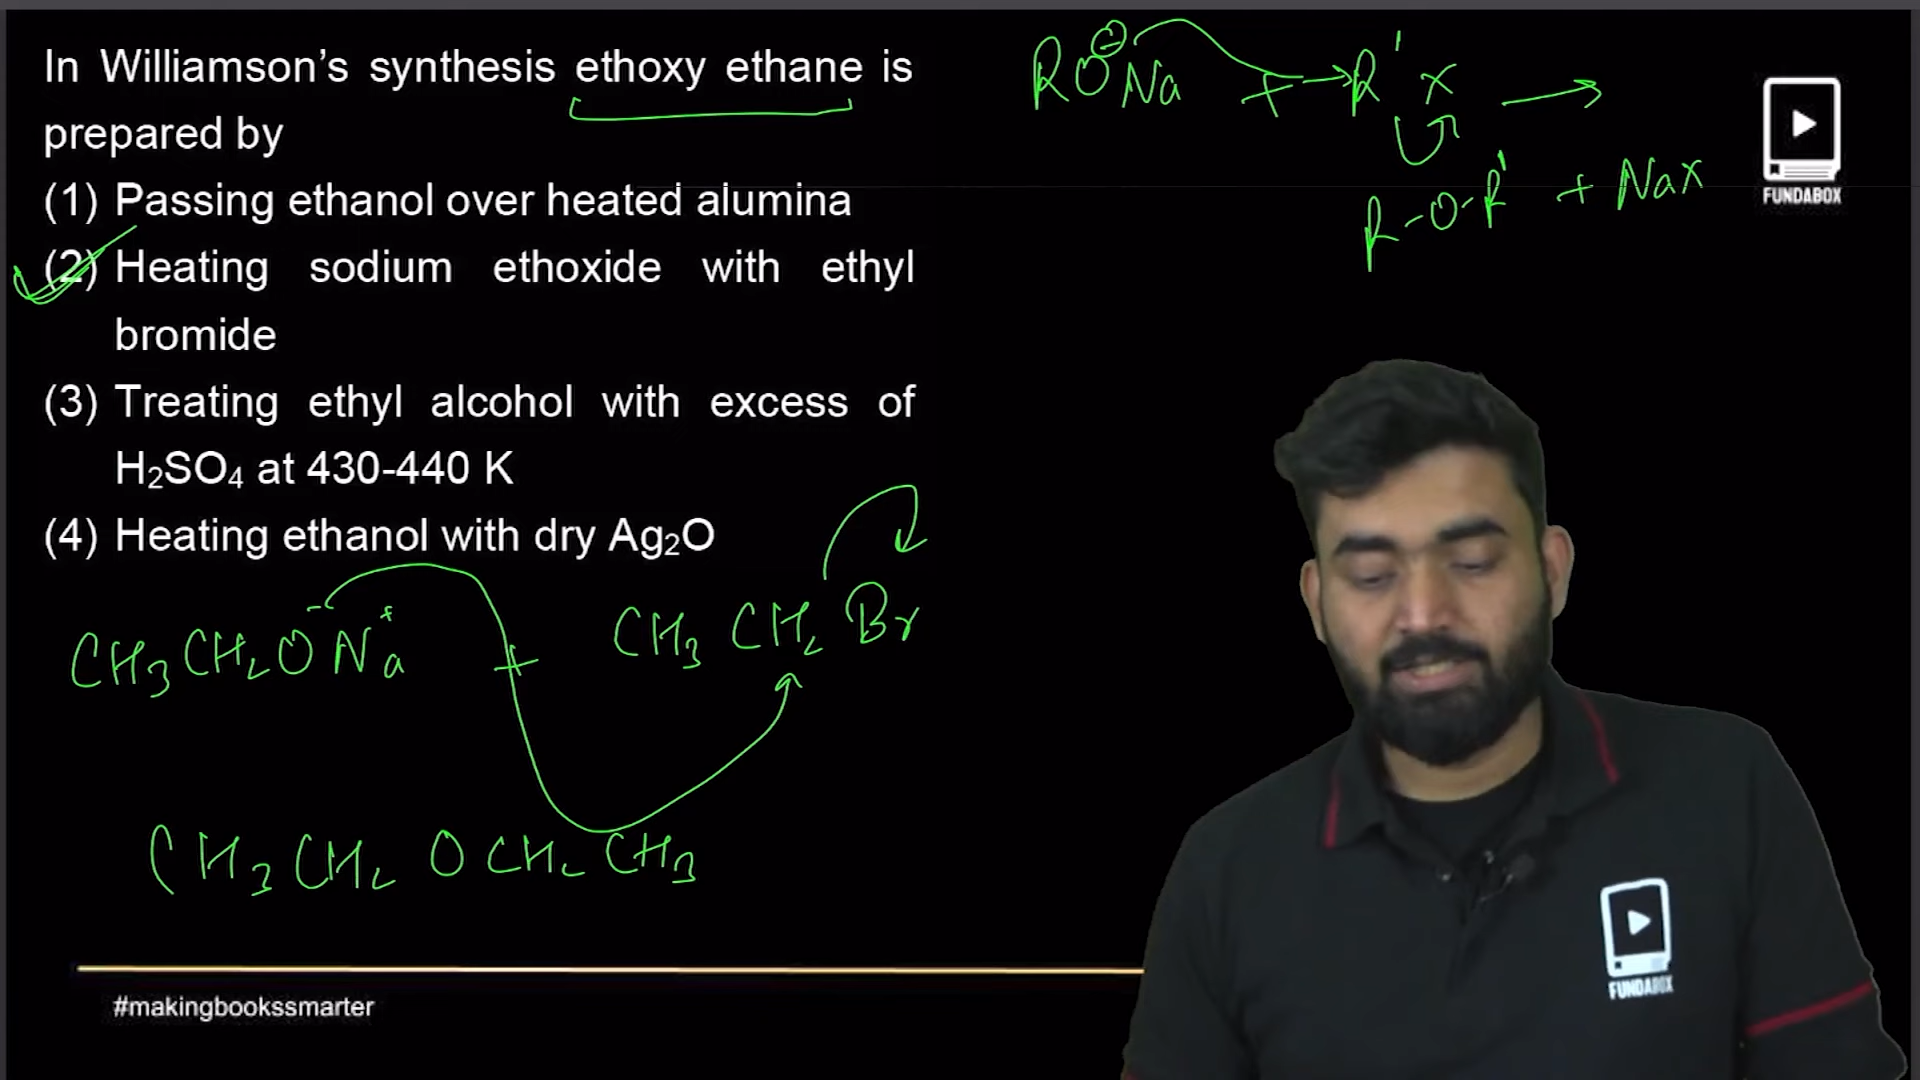 In Williamson’s synthesis ethoxy ethane is
prepared by
(1) Passing ethanol over heated alumina
(2) Heating sodium ethoxide with ethyl
bromide
(3) Treating ethyl alcohol with excess of
H₂SO₄ at 430-440 K
(4) Heating ethanol with dry Ag₂O
RO⊖Na + R' X →
R-O-R' + NaX
FUNDABOX
CH₃CH₂O⁻Na⁺ + CH₃CH₂Br
CH₃CH₂OCH₂CH₃
FUNDABOX
#makingbookssmarter